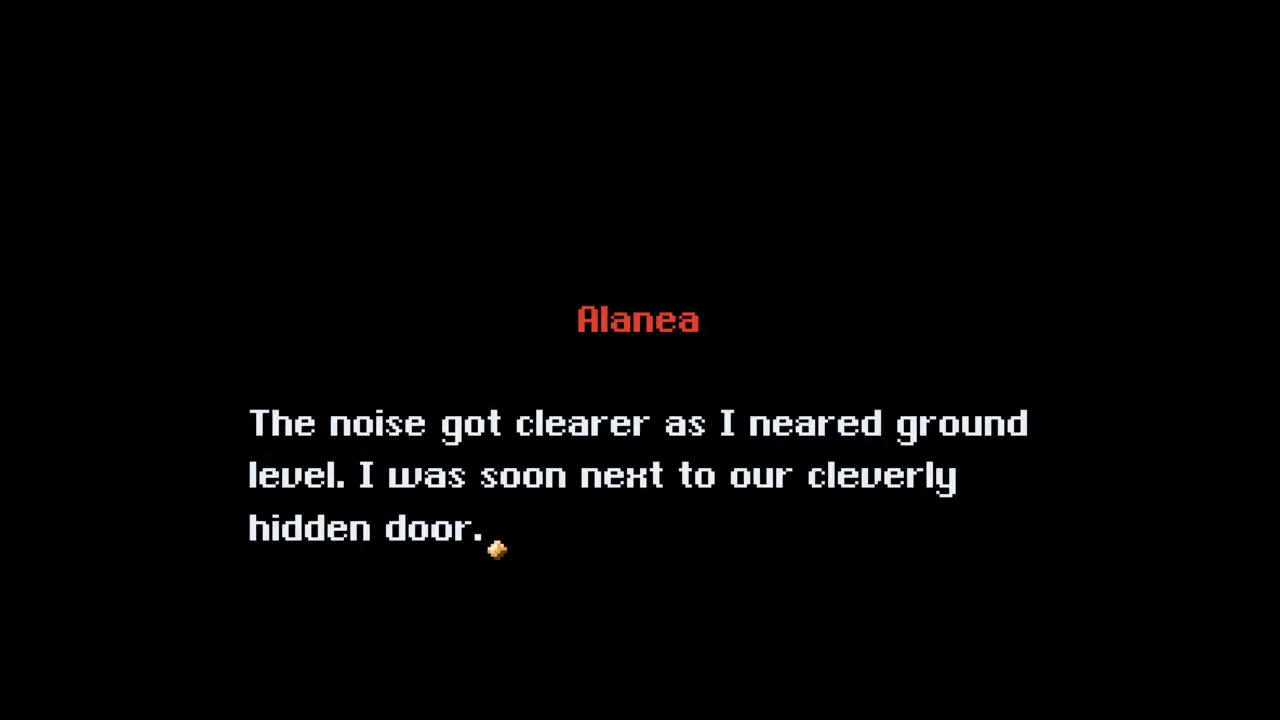 Alanea
The noise got clearer as I neared ground
level. I was soon next to our cleverly
hidden door.